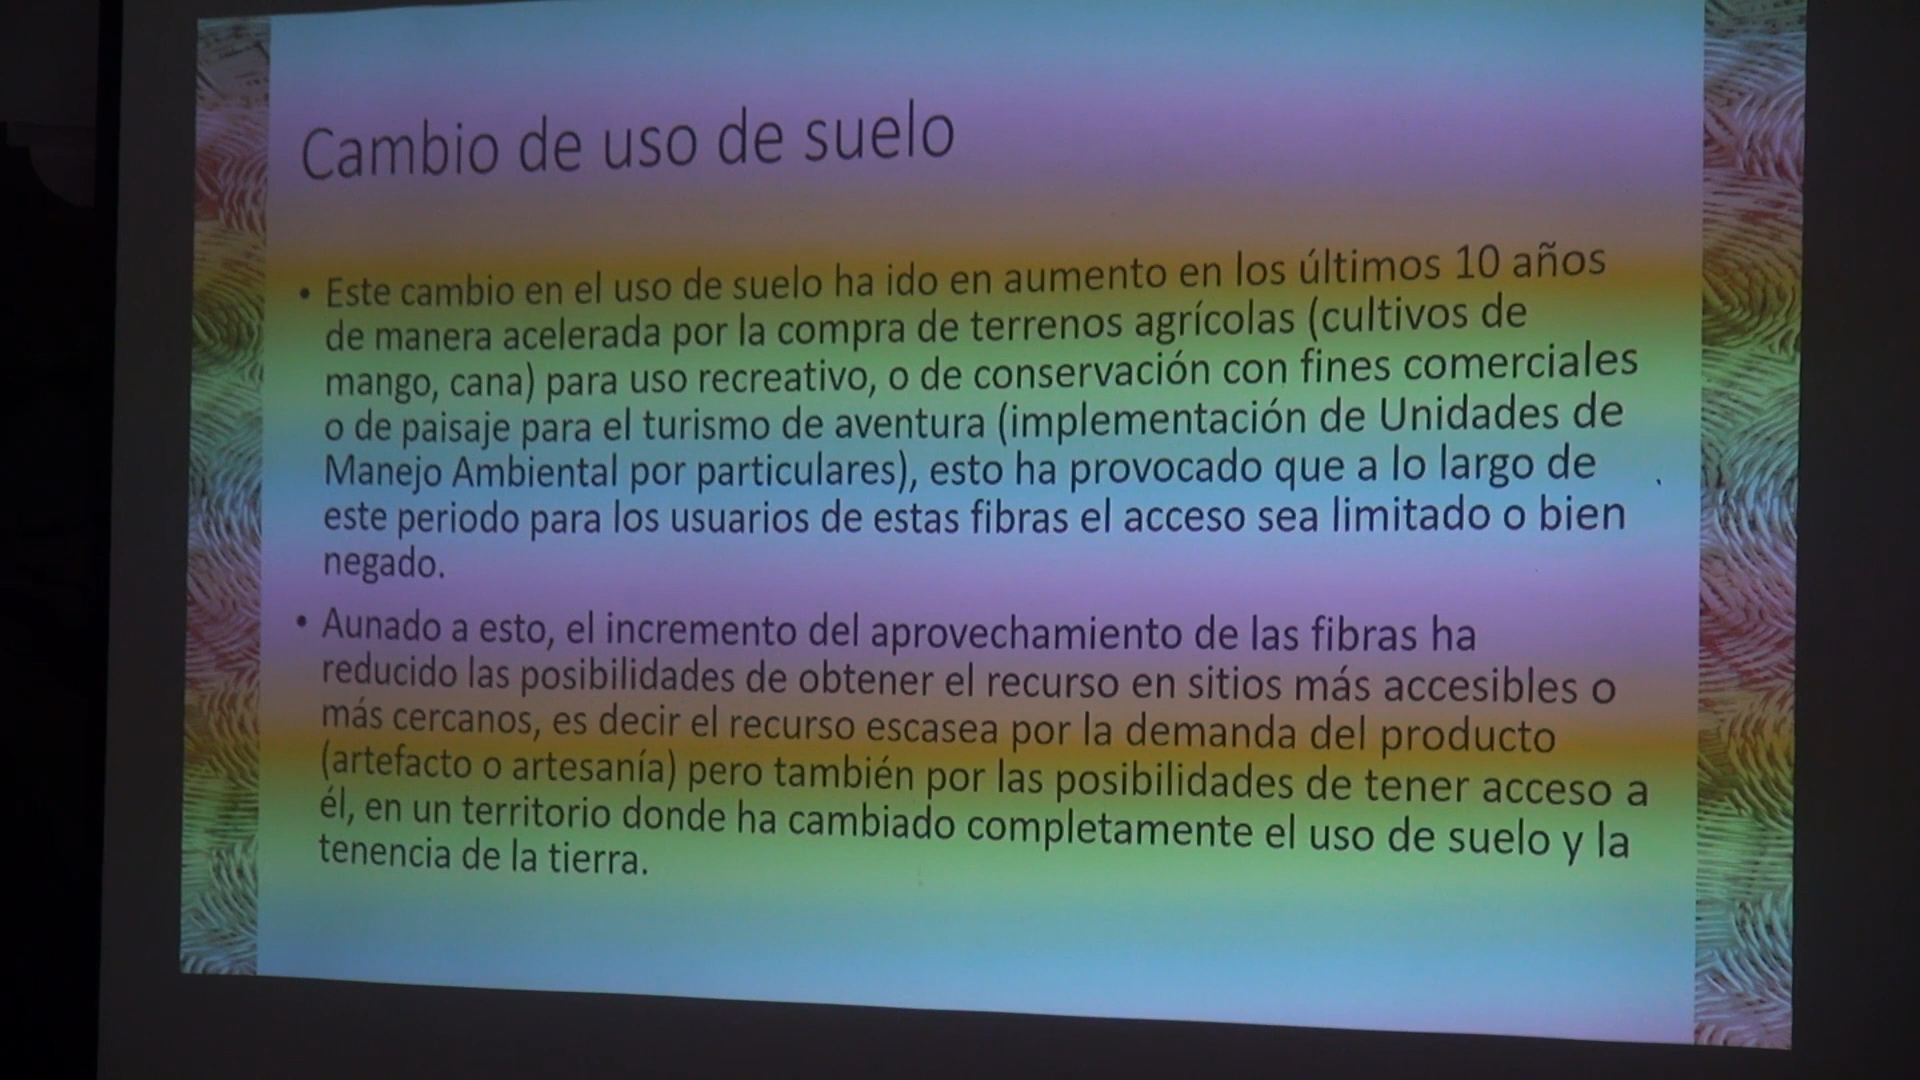 Cambio de uso de suelo
• Este cambio en el uso de suelo ha ido en aumento en los últimos 10 años
de manera acelerada por la compra de terrenos agrícolas (cultivos de
mango, cana) para uso recreativo, o de conservación con fines comerciales
o de paisaje para el turismo de aventura (implementación de Unidades de
Manejo Ambiental por particulares), esto ha provocado que a lo largo de
este periodo para los usuarios de estas fibras el acceso sea limitado o bien
negado.
• Aunado a esto, el incremento del aprovechamiento de las fibras ha
reducido las posibilidades de obtener el recurso en sitios más accesibles o
más cercanos, es decir el recurso escasea por la demanda del producto
(artefacto o artesanía) pero también por las posibilidades de tener acceso a
él, en un territorio donde ha cambiado completamente el uso de suelo y la
tenencia de la tierra.